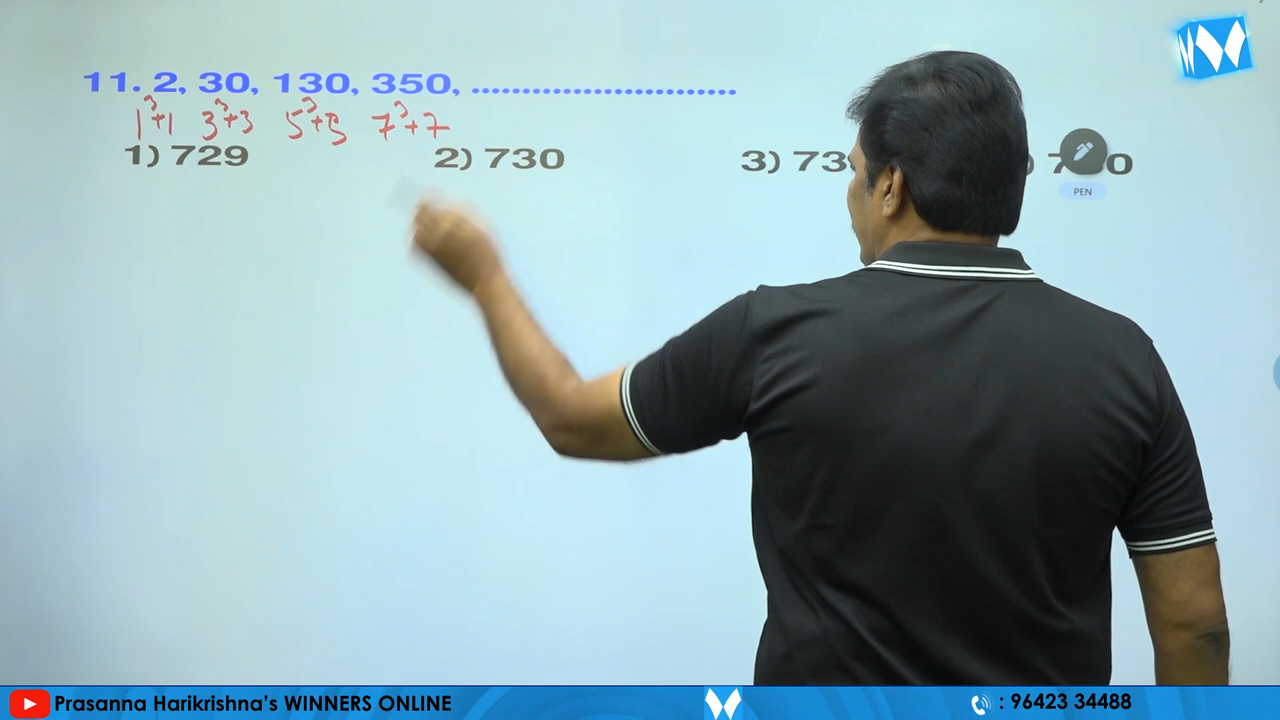 11. 2, 30, 130, 350, ..........................
1³+1 3³+3 5³+5 7³+7
1) 729 2) 730 3)
PEN
Prasanna Harikrishna's WINNERS ONLINE : 96423 34488